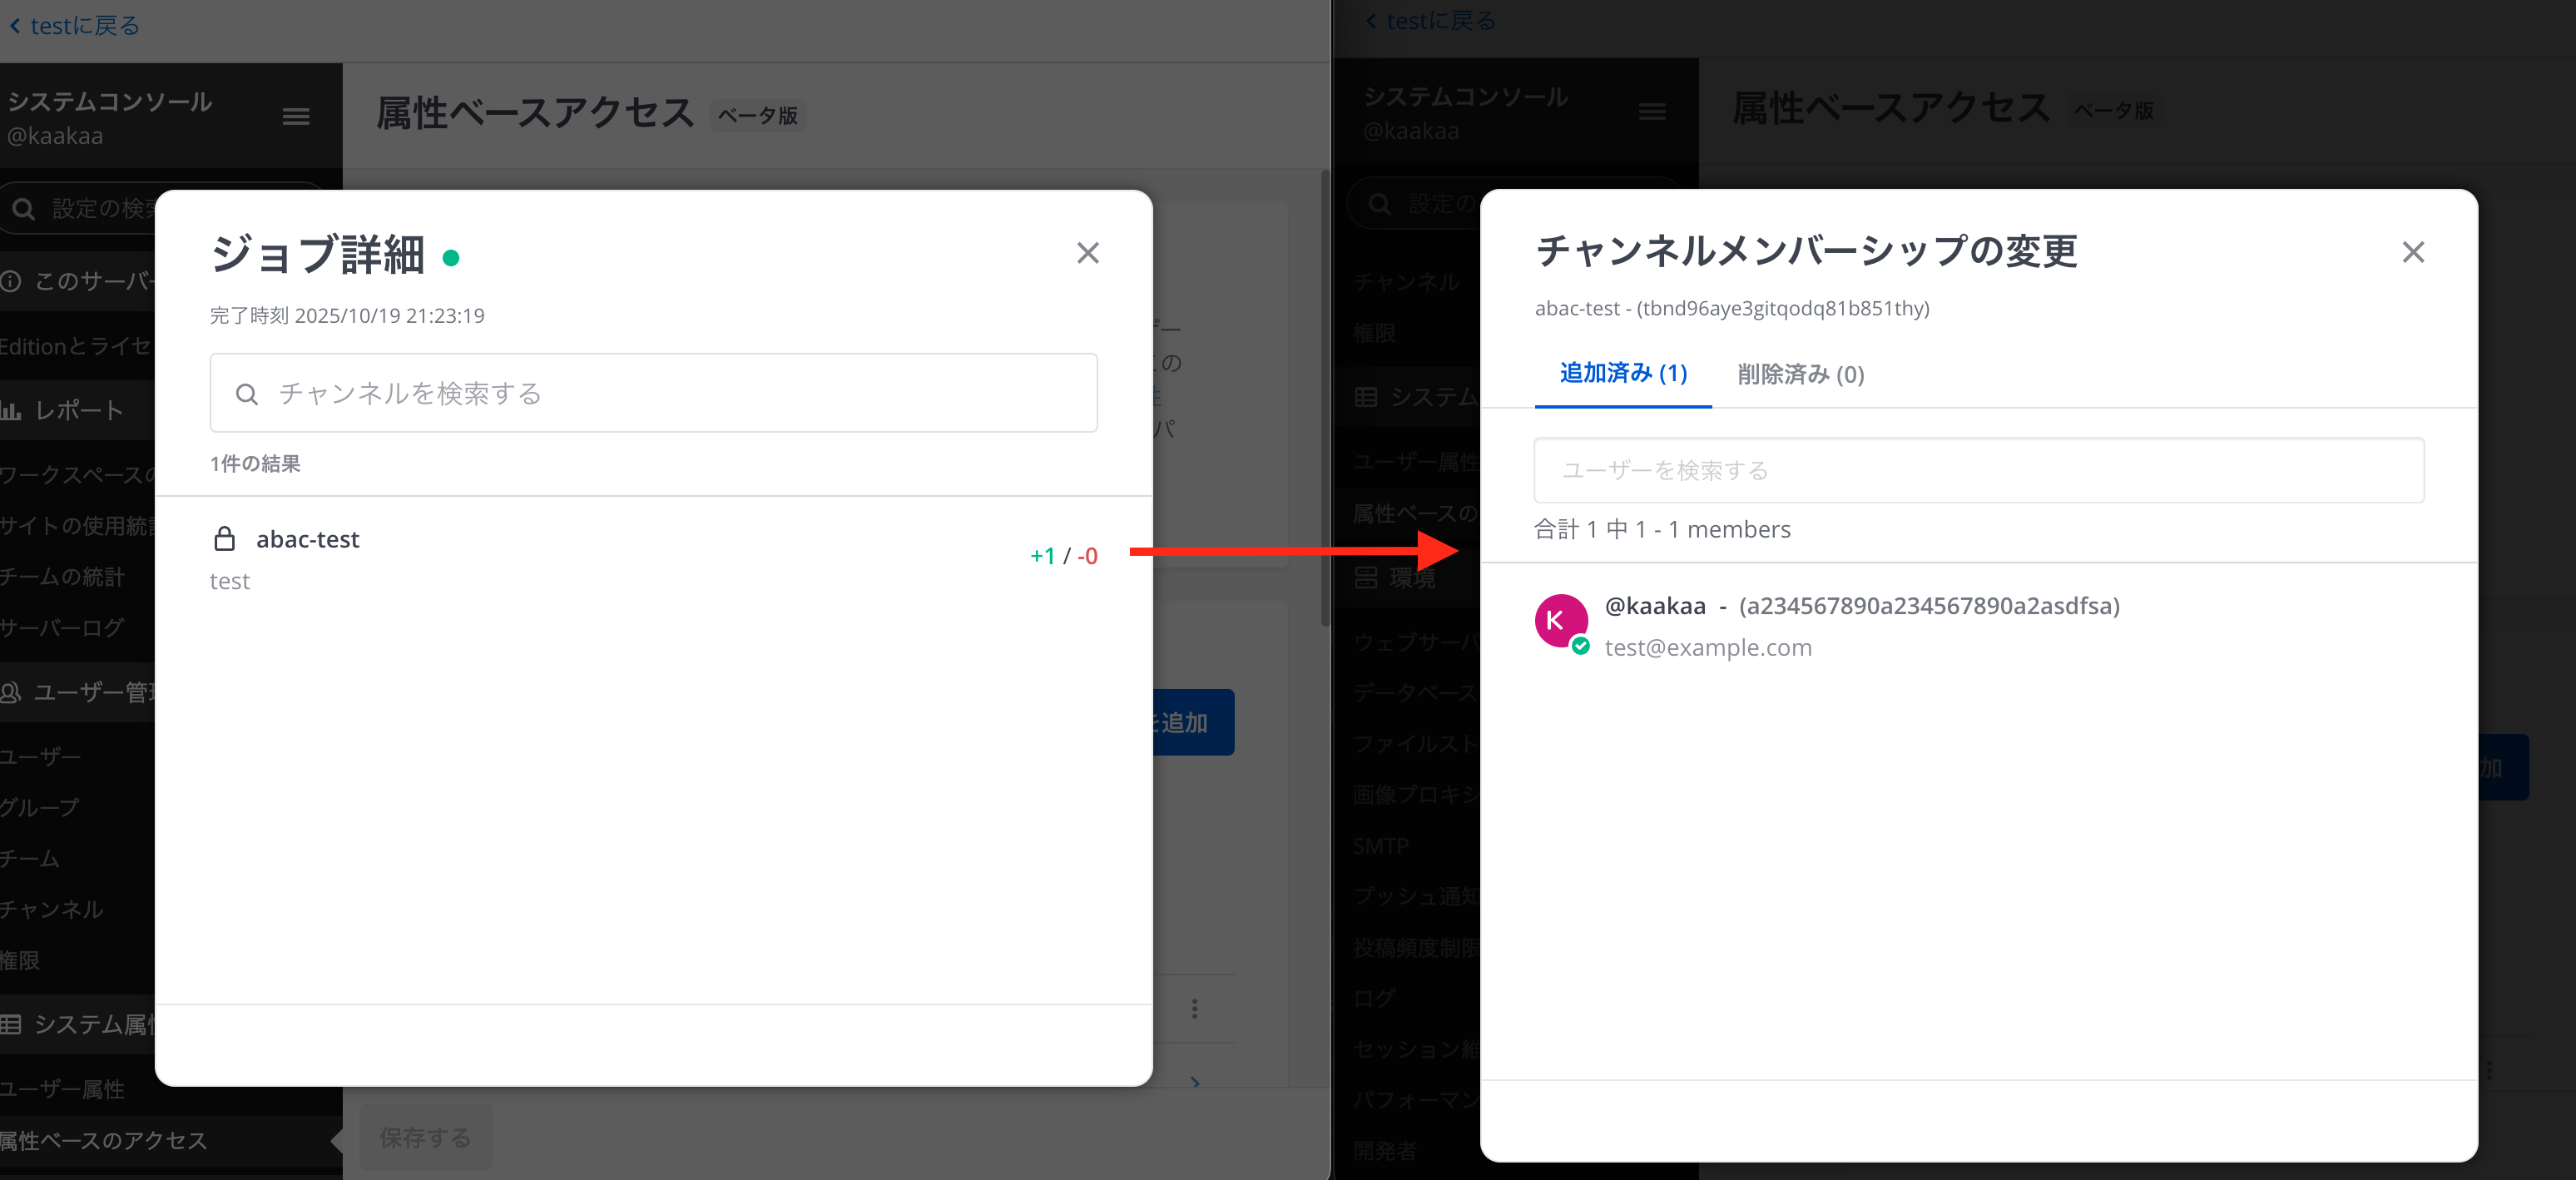 testに戻る
システムコンソール
@kaakaa
設定の検索
このサーバー
Editionとライセ
レポート
ワークスペースの
サイトの使用統計
チームの統計
サーバーログ
ユーザー管理
ユーザー
グループ
チーム
チャンネル
権限
システム属性
ユーザー属性
属性ベースのアクセス
属性ベースアクセス ベータ版
ー
この
性
パ
を追加
保存する
ジョブ詳細
完了時刻 2025/10/19 21:23:19
チャンネルを検索する
1件の結果
abac-test
test
+1 / -0
testに戻る
システムコンソール
@kaakaa
設定の
チャンネル
権限
システム
ユーザー属性
属性ベースの
環境
ウェブサーバ
データベース
ファイルスト
画像プロキシ
SMTP
プッシュ通知
投稿頻度制限
ログ
セッション維
パフォーマン
開発者
属性ベースアクセス ベータ版
加
チャンネルメンバーシップの変更
abac-test - (tbnd96aye3gitqodq81b851thy)
追加済み (1) 削除済み (0)
ユーザーを検索する
合計 1 中 1 - 1 members
K
@kaakaa - (a234567890a234567890a2asdfsa)
test@example.com